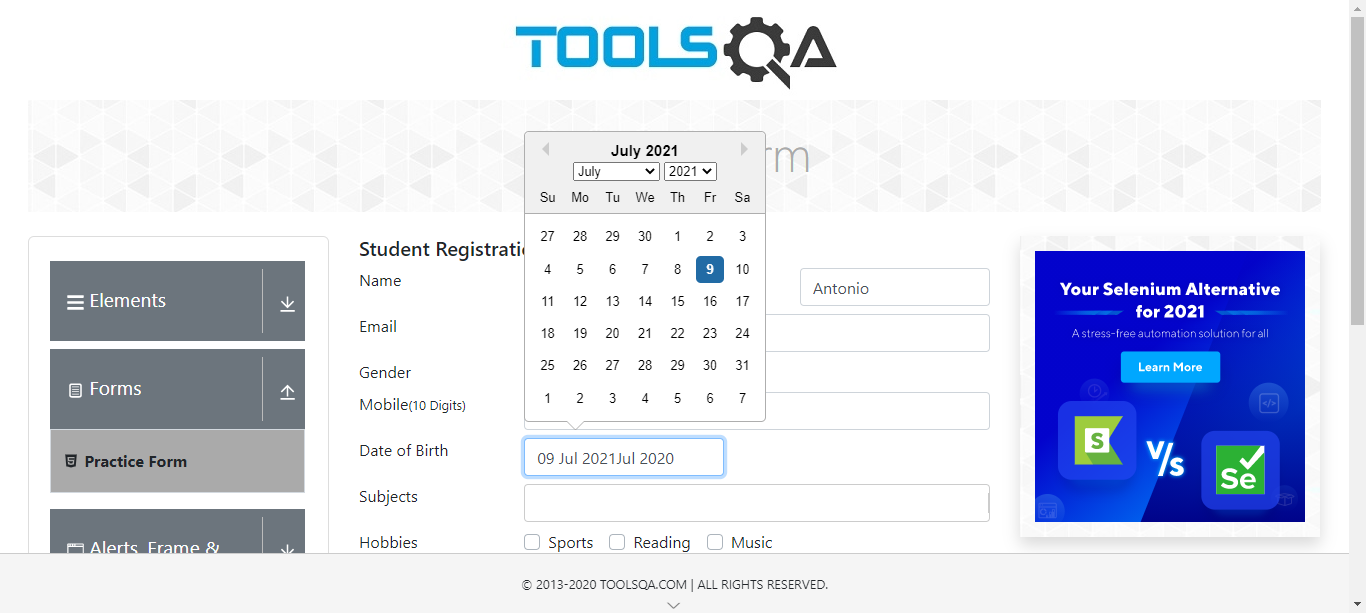 TOOLSQA
July 2021
July 2021
Su Mo Tu We Th Fr Sa
27 28 29 30 1 2 3
4 5 6 7 8 9 10
11 12 13 14 15 16 17
18 19 20 21 22 23 24
25 26 27 28 29 30 31
1 2 3 4 5 6 7
Elements
Forms
Practice Form
Alerts, Frame &
Name
Antonio
Email
Gender
Mobile(10 Digits)
Date of Birth
09 Jul 2021Jul 2020
Subjects
Hobbies
Sports Reading Music
Your Selenium Alternative
for 2021
A stress-free automation solution for all
Learn More
S
V/s
Se
© 2013-2020 TOOLSQA.COM | ALL RIGHTS RESERVED.